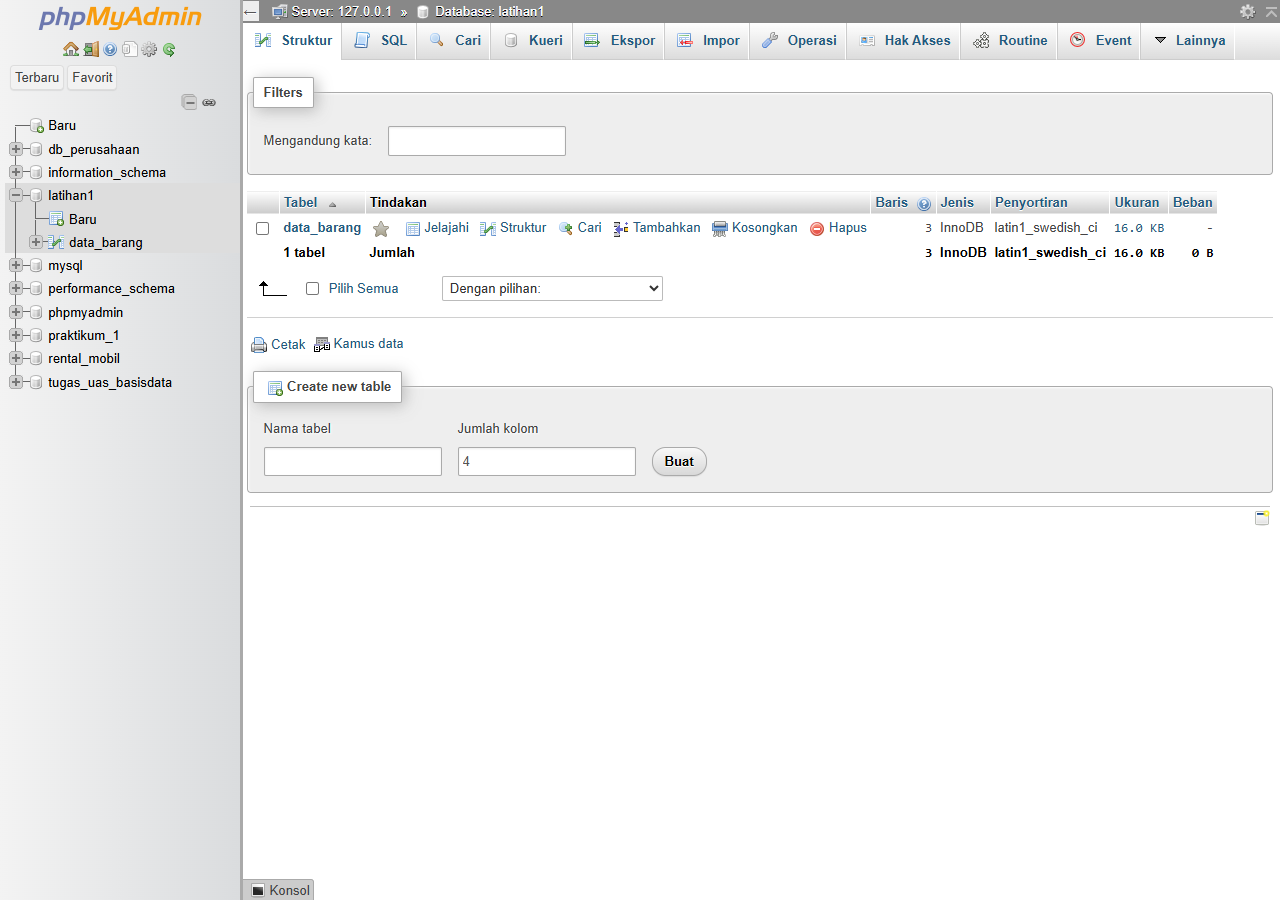 phpMyAdmin
Terbaru Favorit
Baru
db_perusahaan
information_schema
latihan1
Baru
data_barang
mysql
performance_schema
phpmyadmin
praktikum_1
rental_mobil
tugas_uas_basisdata
Server: 127.0.0.1 » Database: latihan1
Struktur SQL Cari Kueri Ekspor Impor Operasi Hak Akses Routine Event Lainnya
Filters
Mengandung kata:
Tabel Tindakan Baris Jenis Penyortiran Ukuran Beban
data_barang Jelajahi Struktur Cari Tambahkan Kosongkan Hapus 3 InnoDB latin1_swedish_ci 16.0 KB -
1 tabel Jumlah 3 InnoDB latin1_swedish_ci 16.0 KB 0 B
Pilih Semua Dengan pilihan:
Cetak Kamus data
Create new table
Nama tabel Jumlah kolom
4 Buat
Konsol